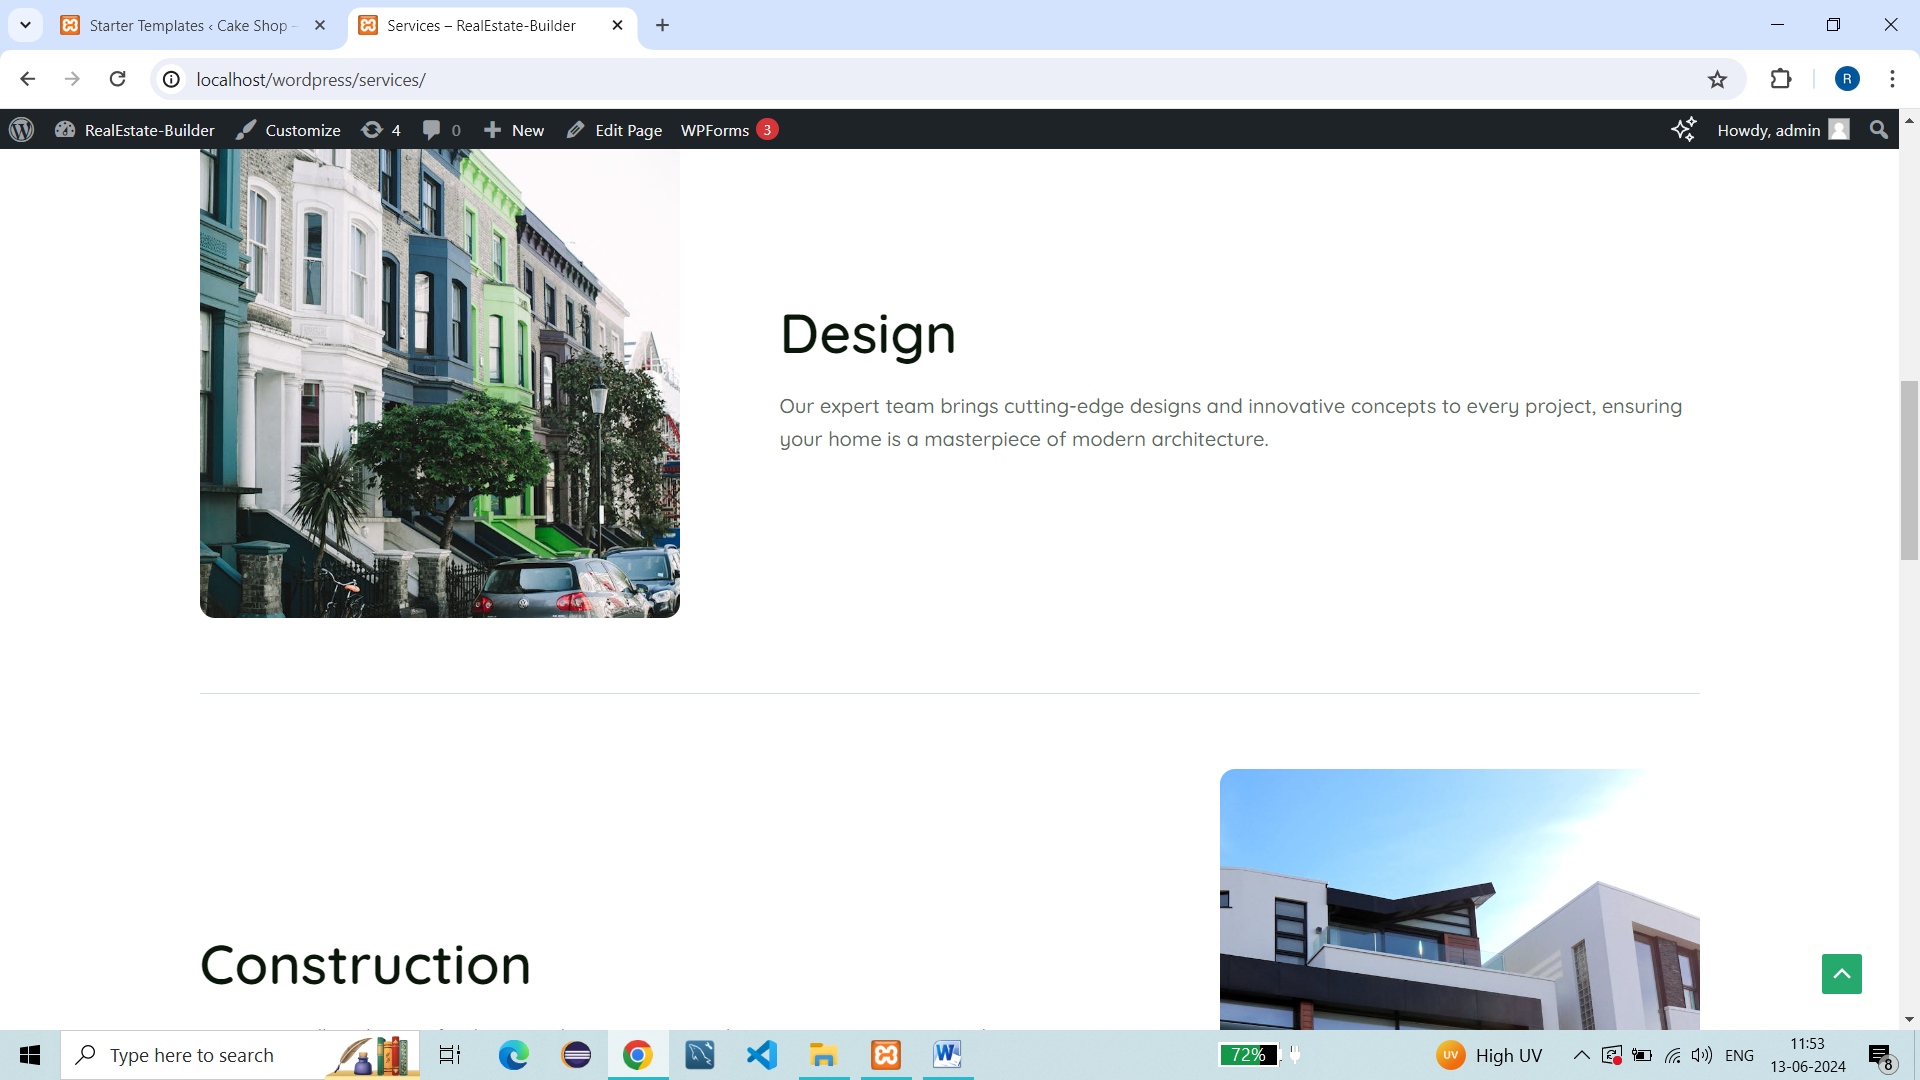 Starter Templates ‹ Cake Shop –
Services – RealEstate-Builder
localhost/wordpress/services/
R
RealEstate-Builder
Customize
4
0
New
Edit Page
WPForms 3
Howdy, admin
Design
Our expert team brings cutting-edge designs and innovative concepts to every project, ensuring
your home is a masterpiece of modern architecture.
Construction
Type here to search
72%
UV
High UV
ENG
11:53
13-06-2024
8